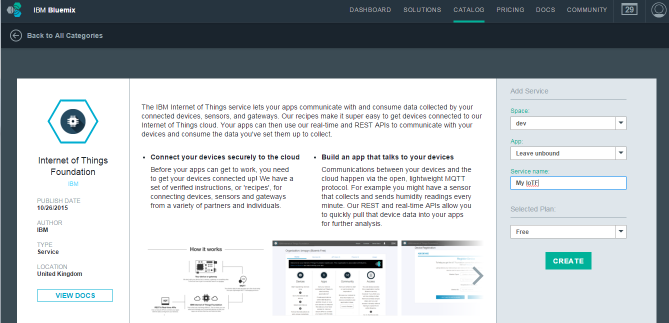 IBM Bluemix
DASHBOARD SOLUTIONS CATALOG PRICING DOCS COMMUNITY 29
Back to All Categories
Internet of Things
Foundation
IBM
PUBLISH DATE
10/26/2015
AUTHOR
IBM
TYPE
Service
LOCATION
United Kingdom
VIEW DOCS
The IBM Internet of Things service lets your apps communicate with and consume data collected by your
connected devices, sensors, and gateways. Our recipes make it super easy to get devices connected to our
Internet of Things cloud. Your apps can then use our real-time and REST APIs to communicate with your
devices and consume the data you've set them up to collect.
Connect your devices securely to the cloud
Before your apps can get to work, you need
to get your devices connected up! We have a
set of verified instructions, or 'recipes', for
connecting devices, sensors and gateways
from a variety of partners and individuals.
Build an app that talks to your devices
Communications between your devices and the
cloud happen via the open, lightweight MQTT
protocol. For example you might have a sensor
that collects and sends humidity readings every
minute. Our REST and real-time APIs allow you
to quickly pull that device data into your apps
for further analysis.
How it works
Add Service
Space:
dev
App:
Leave unbound
Service name:
My IoTF
Selected Plan:
Free
CREATE